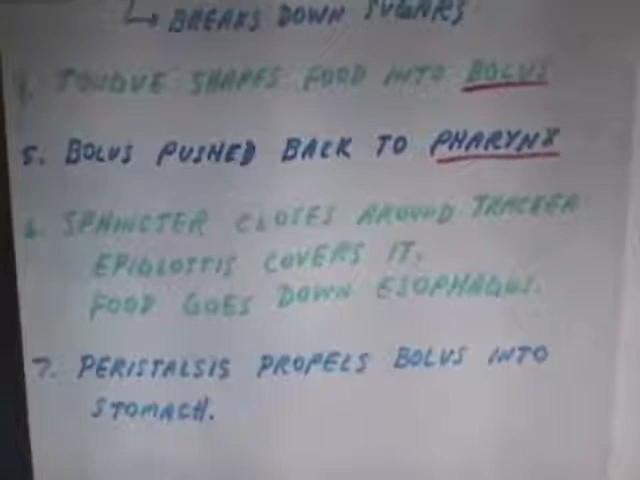 ↳ BREAKS DOWN SUGARS
4. TONGUE SHAPES FOOD INTO BOLUS
5. BOLUS PUSHED BACK TO PHARYNX
6. SPHINCTER CLOSES AROUND TRACHEA
EPIGLOTTIS COVERS IT.
FOOD GOES DOWN ESOPHAGUS.
7. PERISTALSIS PROPELS BOLUS INTO
STOMACH.